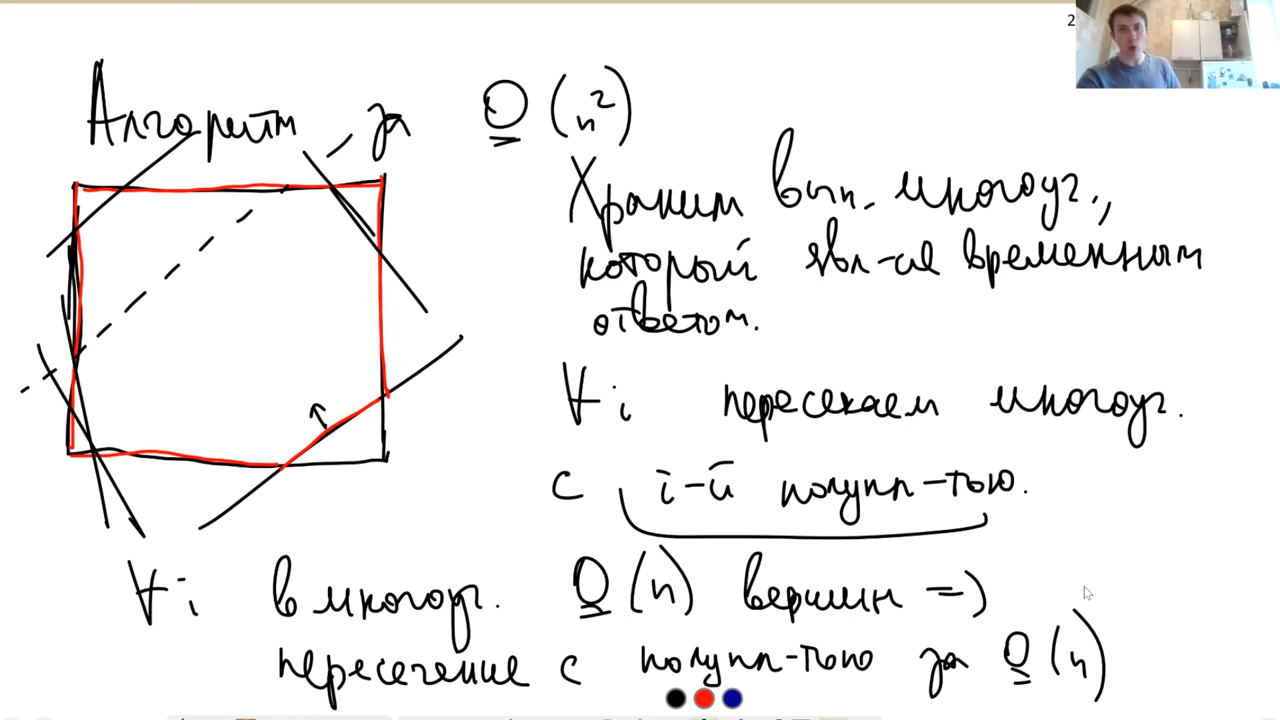 Алгоритм за O(n²)
Храним вып. многоуг.,
который явл-ся временным
ответом.
∀i пересекаем многоуг.
с i-й полупл-тью.
∀i в многоуг. O(n) вершин =>
пересечение с полупл-тью за O(n)
2